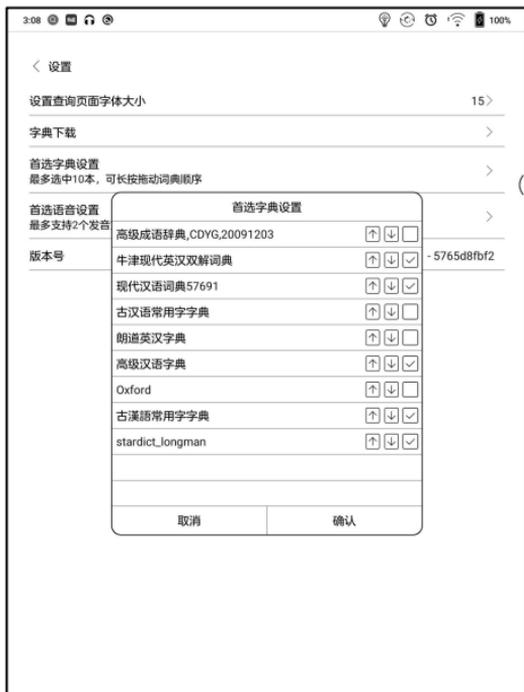 3:08
100%
设置
设置查询页面字体大小
15
字典下载
首选字典设置
最多选中10本，可长按拖动词典顺序
首选语音设置
最多支持2个发音
版本号
- 5765d8fbf2
首选字典设置
高级成语辞典,CDYG,20091203
牛津现代英汉双解词典
现代汉语词典57691
古汉语常用字字典
朗道英汉字典
高级汉语字典
Oxford
古漢語常用字字典
stardict_longman
取消
确认